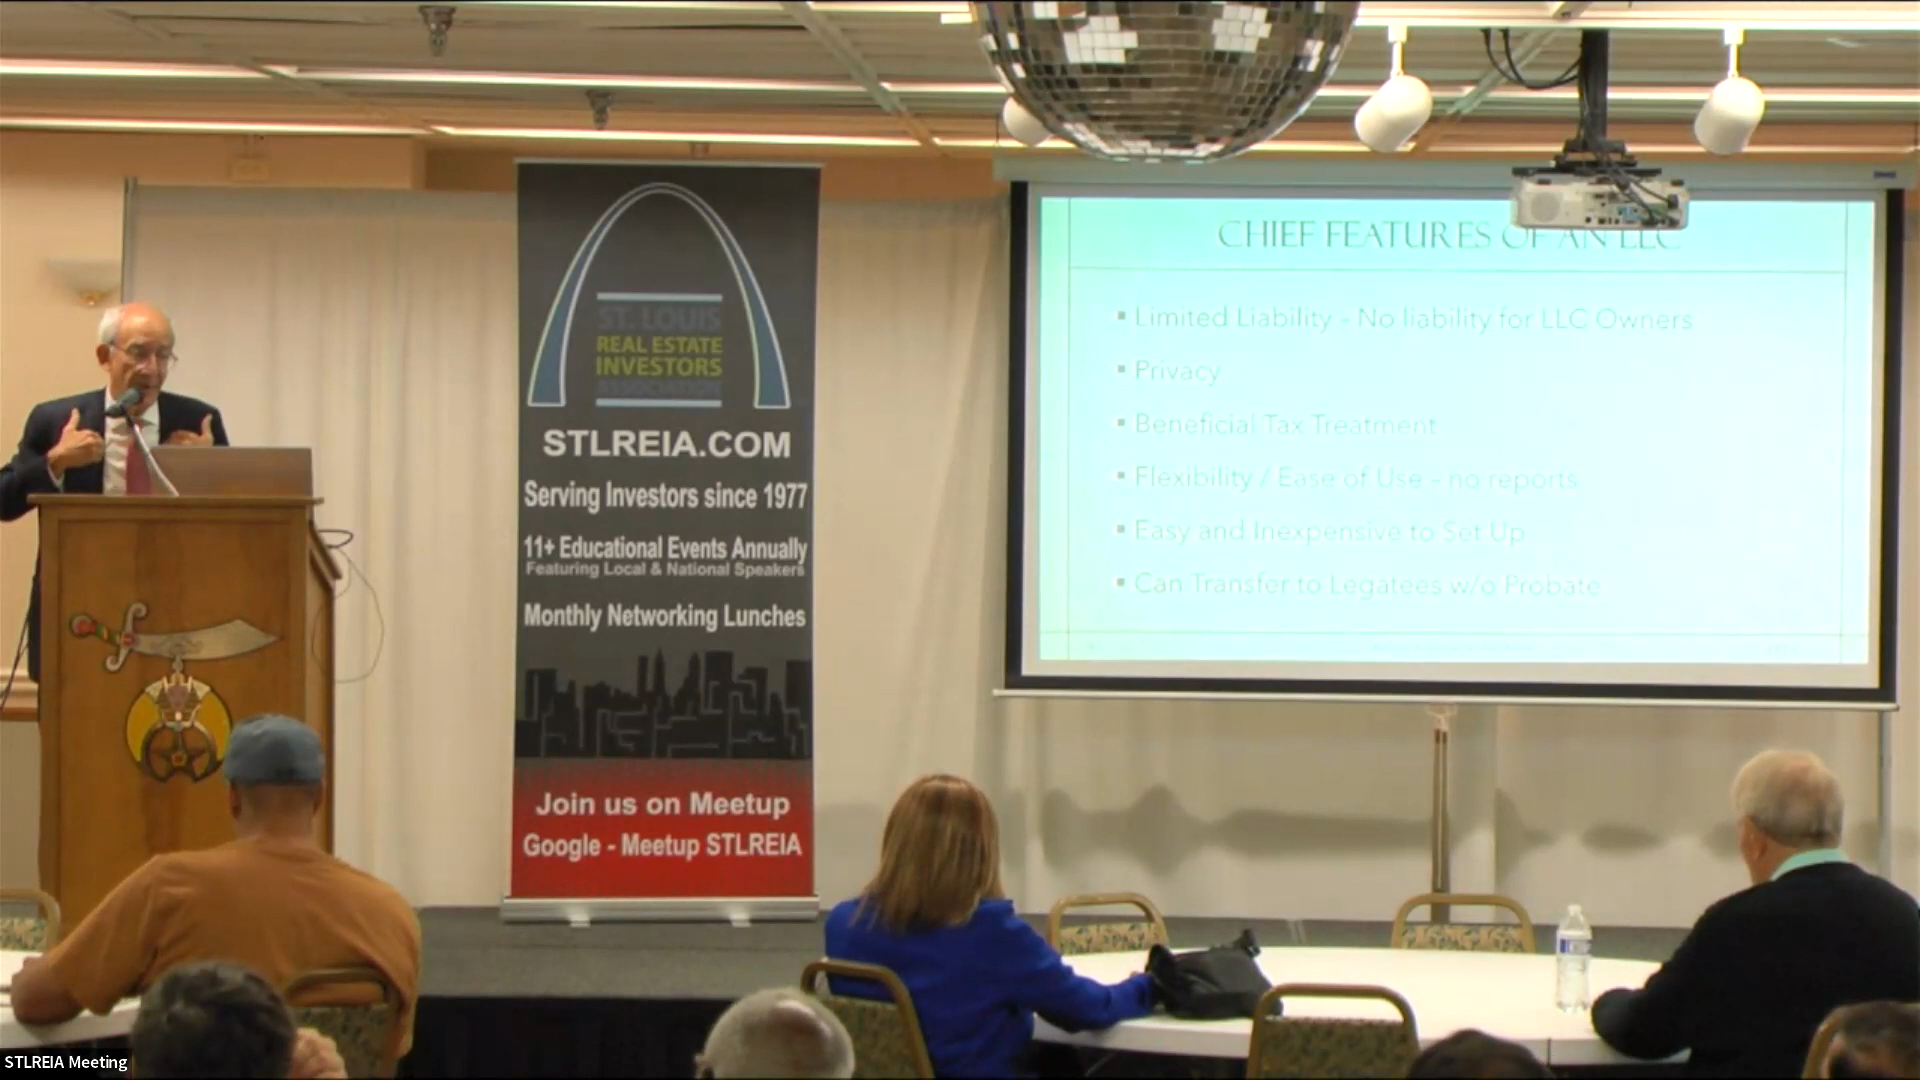 ST. LOUIS
REAL ESTATE
INVESTORS
ASSOCIATION
STLREIA.COM
Serving Investors since 1977
11+ Educational Events Annually
Featuring Local & National Speakers
Monthly Networking Lunches
Join us on Meetup
Google - Meetup STLREIA
CHIEF FEATURES OF AN LLC
▪ Limited Liability – No liability for LLC Owners
▪ Privacy
▪ Beneficial Tax Treatment
▪ Flexibility / Ease of Use – no reports
▪ Easy and Inexpensive to Set Up
▪ Can Transfer to Legatees w/o Probate
STLREIA Meeting